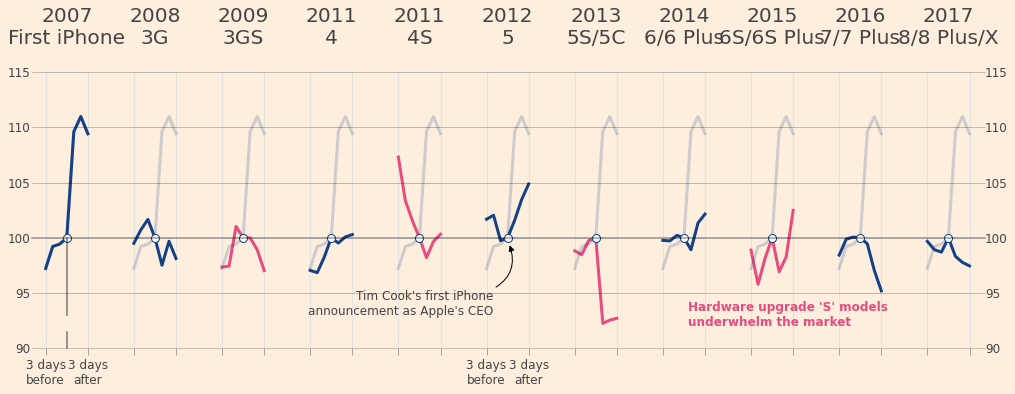 2007 2008 2009 2011 2011 2012 2013 2014 2015 2016 2017
First iPhone 3G 3GS 4 4S 5 5S/5C 6/6 Plus 6S/6S Plus 7/7 Plus 8/8 Plus/X
115 115
110 110
105 105
100 100
95 95
Tim Cook's first iPhone
announcement as Apple's CEO
Hardware upgrade 'S' models
underwhelm the market
90 90
3 days 3 days 3 days 3 days
before after before after